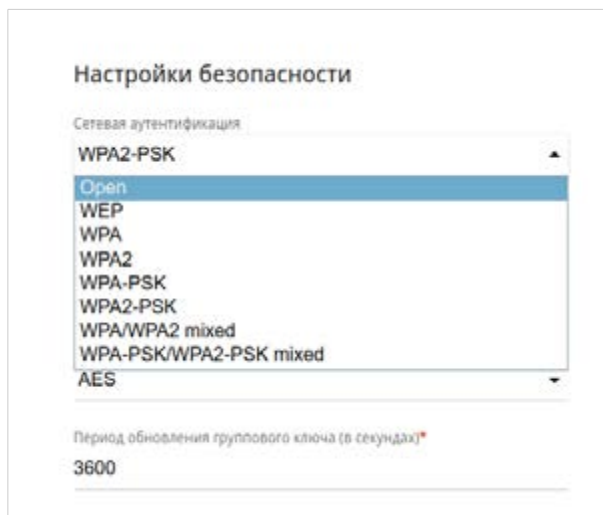 Настройки безопасности
Сетевая аутентификация
WPA2-PSK
Open
WEP
WPA
WPA2
WPA-PSK
WPA2-PSK
WPA/WPA2 mixed
WPA-PSK/WPA2-PSK mixed
AES
Период обновления группового ключа (в секундах)*
3600